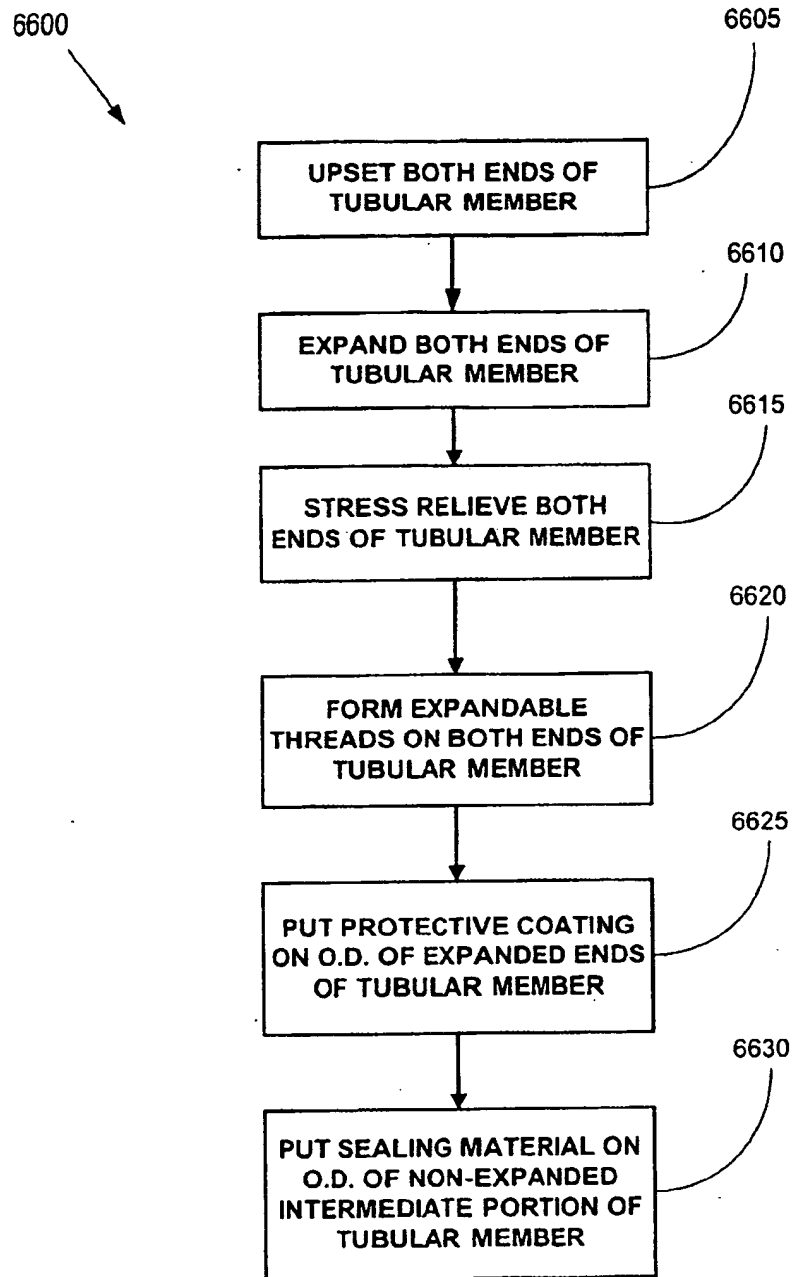 6600
6605
UPSET BOTH ENDS OF
TUBULAR MEMBER
6610
EXPAND BOTH ENDS OF
TUBULAR MEMBER
6615
STRESS RELIEVE BOTH
ENDS OF TUBULAR MEMBER
6620
FORM EXPANDABLE
THREADS ON BOTH ENDS OF
TUBULAR MEMBER
6625
PUT PROTECTIVE COATING
ON O.D. OF EXPANDED ENDS
OF TUBULAR MEMBER
6630
PUT SEALING MATERIAL ON
O.D. OF NON-EXPANDED
INTERMEDIATE PORTION OF
TUBULAR MEMBER